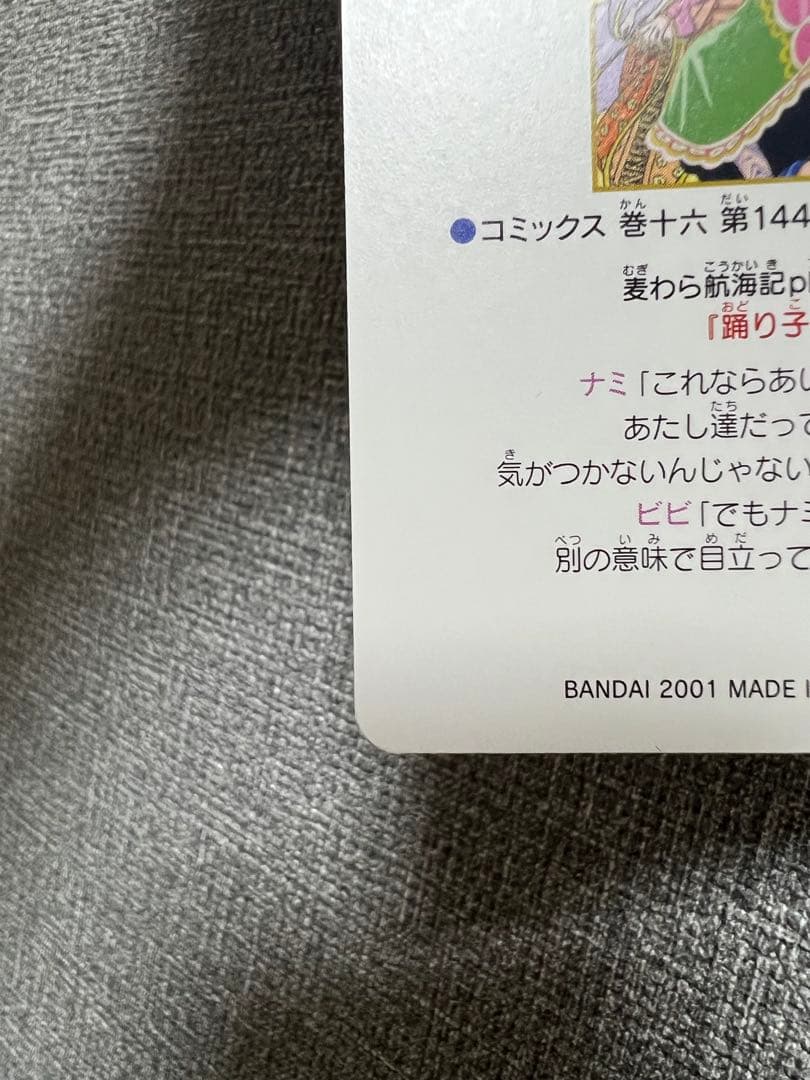 ●コミックス 巻十六 第144
麦わら航海記
『踊り子
ナミ「これならあ
あたし達だって
気がつかないんじゃない
ビビ「でもナミ
別の意味で目立って
BANDAI 2001 MADE